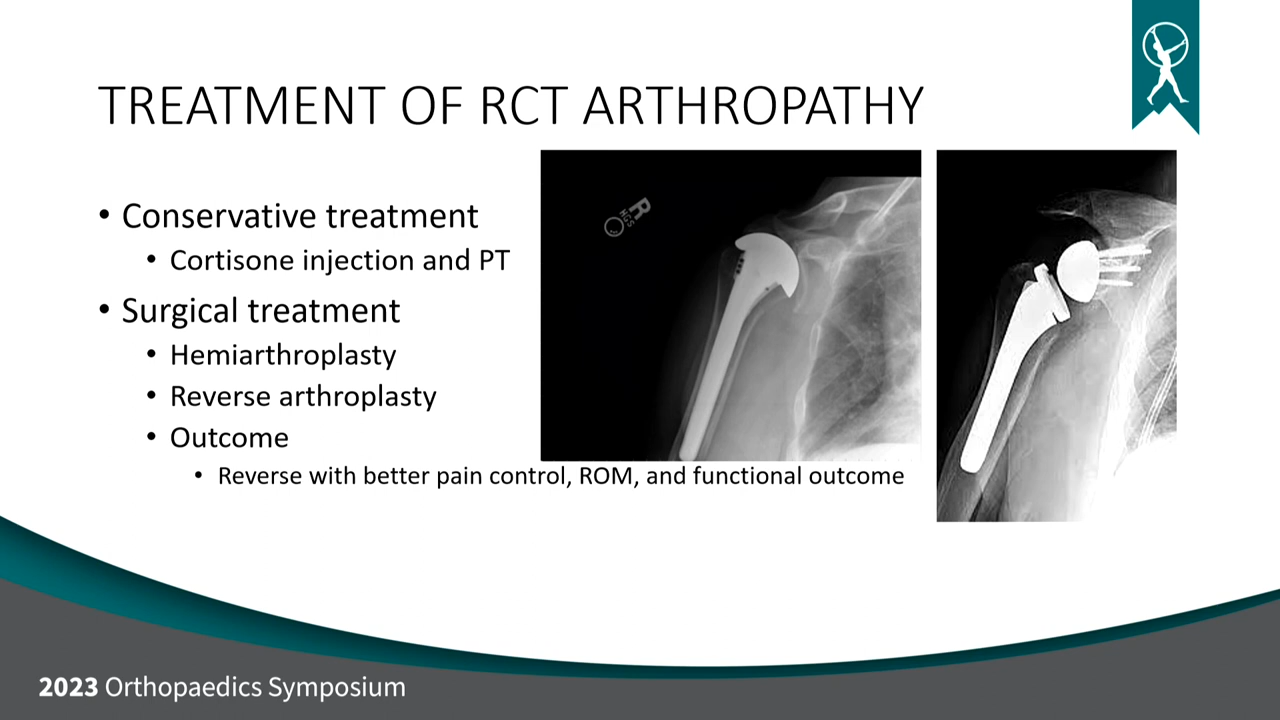 TREATMENT OF RCT ARTHROPATHY
• Conservative treatment
• Cortisone injection and PT
• Surgical treatment
• Hemiarthroplasty
• Reverse arthroplasty
• Outcome
• Reverse with better pain control, ROM, and functional outcome
R
HGS
2023 Orthopaedics Symposium